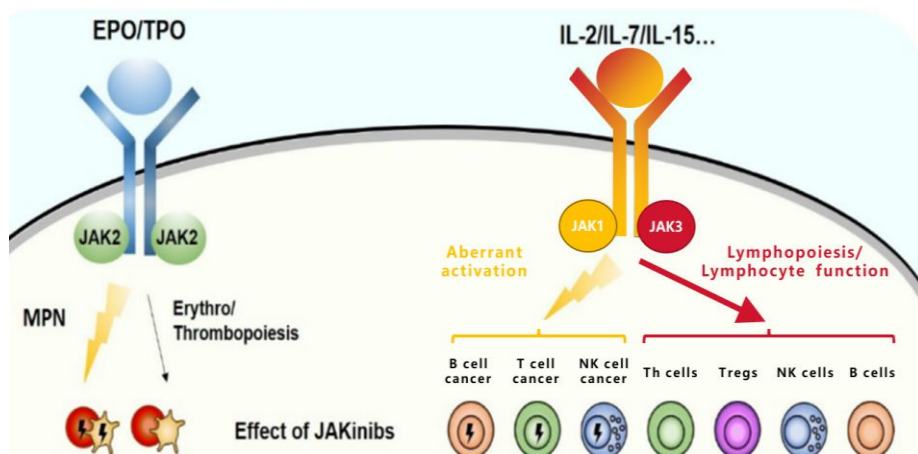 EPO/TPO
IL-2/IL-7/IL-15...
JAK2
JAK2
JAK1
JAK3
Aberrant
activation
Lymphopoiesis/
Lymphocyte function
MPN
Erythro/
Thrombopoiesis
B cell
cancer
T cell
cancer
NK cell
cancer
Th cells
Tregs
NK cells
B cells
Effect of JAKinibs